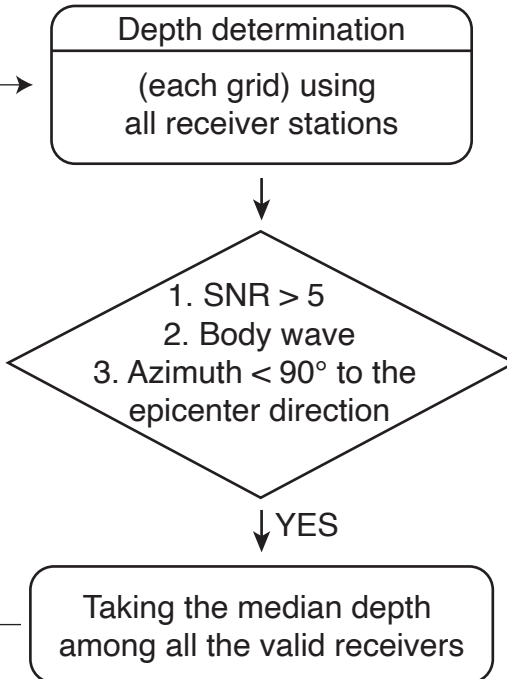 Depth determination
(each grid) using
all receiver stations
1. SNR > 5
2. Body wave
3. Azimuth < 90° to the
epicenter direction
YES
Taking the median depth
among all the valid receivers